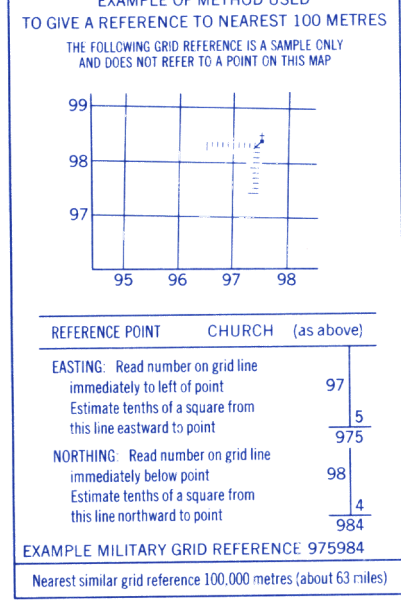 EXAMPLE OF METHOD USED
TO GIVE A REFERENCE TO NEAREST 100 METRES
THE FOLLOWING GRID REFERENCE IS A SAMPLE ONLY
AND DOES NOT REFER TO A POINT ON THIS MAP
99
98
97
95 96 97 98
REFERENCE POINT CHURCH (as above)
EASTING: Read number on grid line
immediately to left of point 97
Estimate tenths of a square from
this line eastward to point 5
975
NORTHING: Read number on grid line
immediately below point 98
Estimate tenths of a square from
this line northward to point 4
984
EXAMPLE MILITARY GRID REFERENCE 975984
Nearest similar grid reference 100,000 metres (about 63 miles)